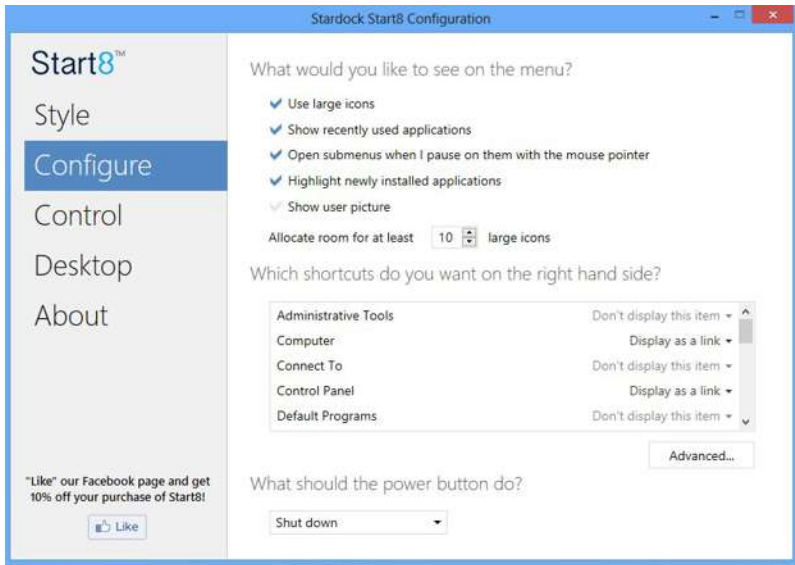 Stardock Start8 Configuration
Start8™
Style
Configure
Control
Desktop
About
"Like" our Facebook page and get
10% off your purchase of Start8!
Like
What would you like to see on the menu?
Use large icons
Show recently used applications
Open submenus when I pause on them with the mouse pointer
Highlight newly installed applications
Show user picture
Allocate room for at least 10 large icons
Which shortcuts do you want on the right hand side?
Administrative Tools Don't display this item
Computer Display as a link
Connect To Don't display this item
Control Panel Display as a link
Default Programs Don't display this item
Advanced...
What should the power button do?
Shut down